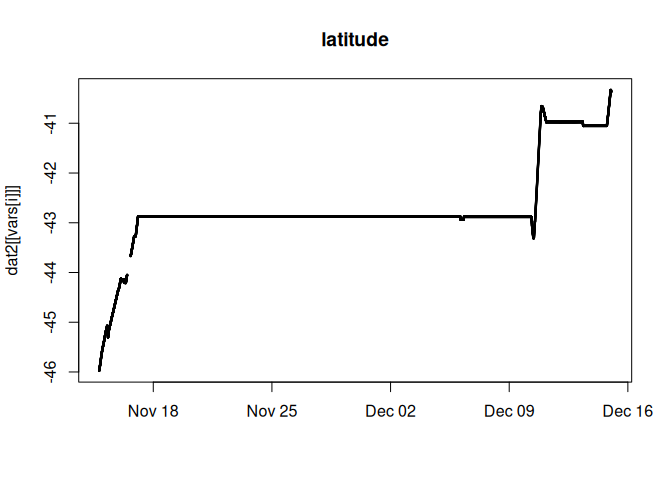 latitude
dat2[[vars[i]]]
-41
-42
-43
-44
-45
-46
Nov 18
Nov 25
Dec 02
Dec 09
Dec 16